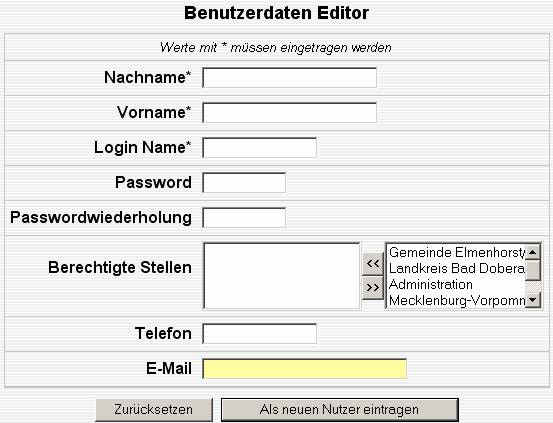 Benutzerdaten Editor
Werte mit * müssen eingetragen werden
Nachname*
Vorname*
Login Name*
Password
Passwordwiederholung
Berechtigte Stellen
<<
>>
Gemeinde Elmenhorst
Landkreis Bad Dobera
Administration
Mecklenburg-Vorpomm
Telefon
E-Mail
Zurücksetzen
Als neuen Nutzer eintragen